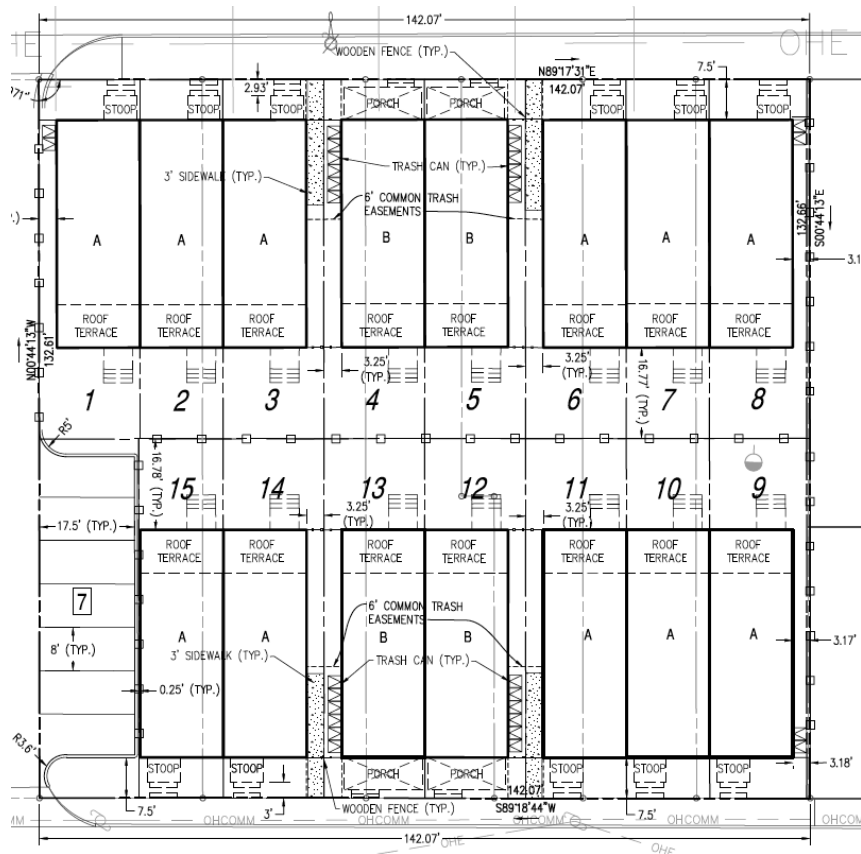 142.07'
OHE
OHE
WOODEN FENCE (TYP.)
N89°17'31"E
142.07'
7.5'
2.93'
STOOP
STOOP
STOOP
PORCH
PORCH
STOOP
STOOP
STOOP
3' SIDEWALK (TYP.)
TRASH CAN (TYP.)
6' COMMON TRASH
EASEMENTS
132.66'
S00°44'13"E
A
A
A
B
B
A
A
A
3.1
ROOF
TERRACE
ROOF
TERRACE
ROOF
TERRACE
ROOF
TERRACE
ROOF
TERRACE
ROOF
TERRACE
ROOF
TERRACE
ROOF
TERRACE
N00°44'13"W
132.61'
3.25'
(TYP.)
3.25'
(TYP.)
16.77' (TYP.)
1
2
3
4
5
6
7
8
R5'
16.78' (TYP.)
15
14
13
12
11
10
9
3.25'
(TYP.)
3.25'
(TYP.)
17.5' (TYP.)
ROOF
TERRACE
ROOF
TERRACE
ROOF
TERRACE
ROOF
TERRACE
ROOF
TERRACE
ROOF
TERRACE
ROOF
TERRACE
7
6' COMMON TRASH
EASEMENTS
A
A
B
B
A
A
A
8' (TYP.)
3' SIDEWALK (TYP.)
TRASH CAN (TYP.)
3.17'
0.25' (TYP.)
R3.6'
STOOP
STOOP
PORCH
PORCH
STOOP
STOOP
STOOP
3.18'
7.5'
3'
WOODEN FENCE (TYP.)
142.07'
S89°18'44"W
7.5'
OHCOMM
OHCOMM
OHCOMM
OHCOMM
142.07'
OHE
OHE